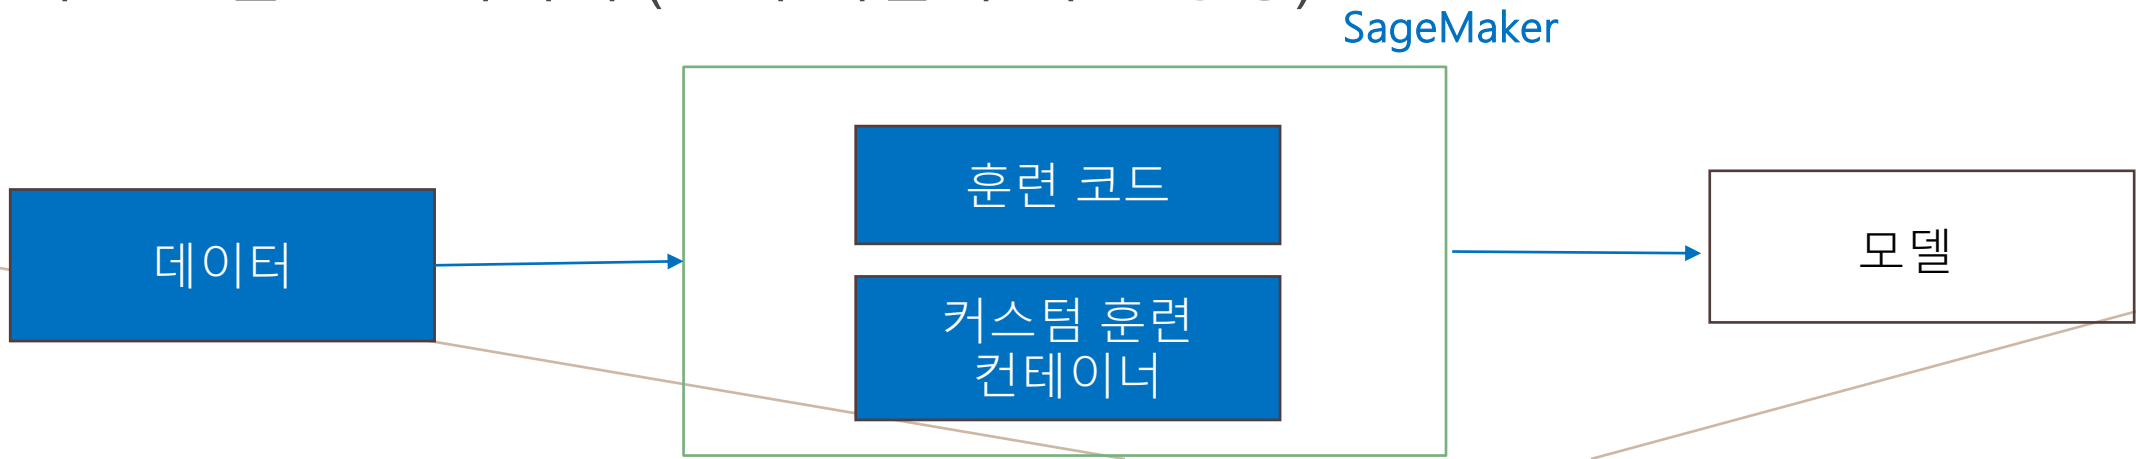 SageMaker
훈련 코드
데이터
모델
커스텀 훈련
컨테이너